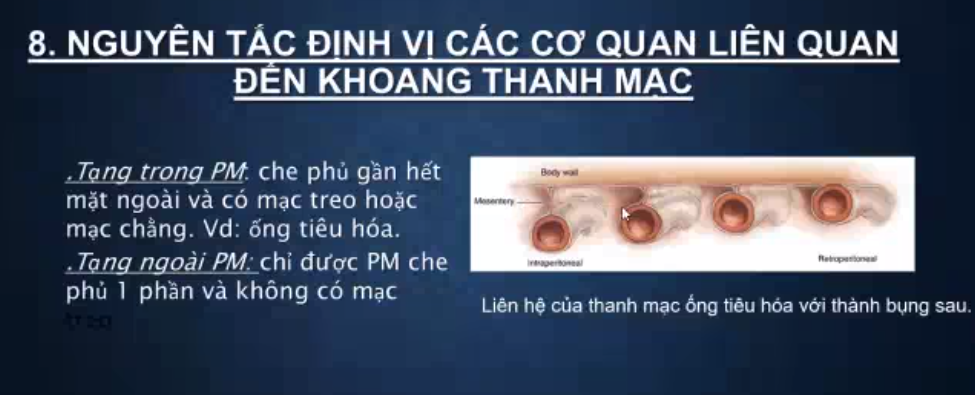 8. NGUYÊN TẮC ĐỊNH VỊ CÁC CƠ QUAN LIÊN QUAN
ĐẾN KHOANG THANH MẠC
.Tạng trong PM: che phủ gần hết
mặt ngoài và có mạc treo hoặc
mạc chằng. Vd: ống tiêu hóa.
.Tạng ngoài PM: chỉ được PM che
phủ 1 phần và không có mạc
treo
Body wall
Mesentery
Intraperitoneal
Retroperitoneal
Liên hệ của thanh mạc ống tiêu hóa với thành bụng sau.